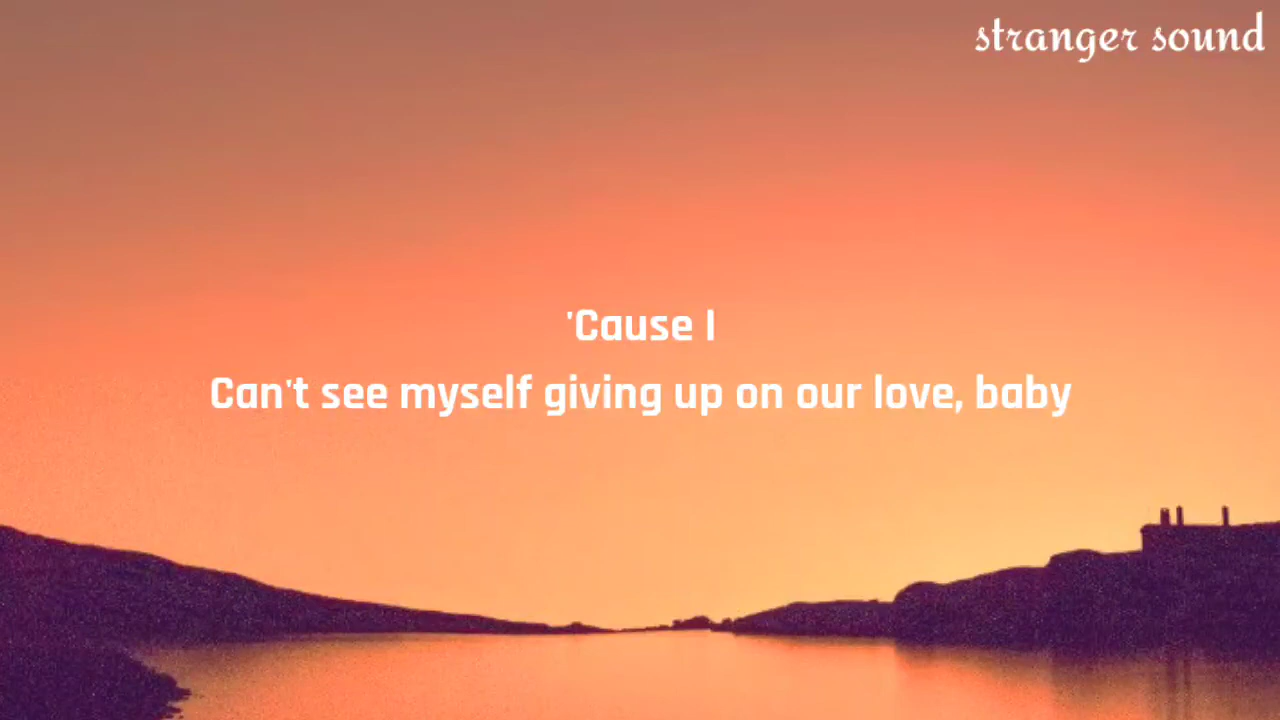 stranger sound
'Cause I
Can't see myself giving up on our love, baby